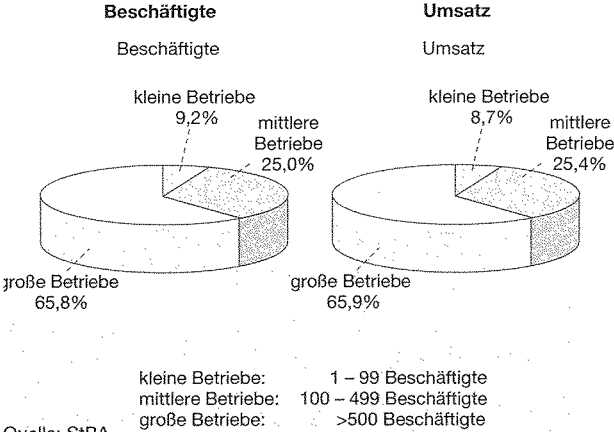 Beschäftigte
Umsatz
Beschäftigte
Umsatz
kleine Betriebe
9,2%
mittlere
Betriebe
25,0%
große Betriebe
65,8%
kleine Betriebe
8,7%
mittlere
Betriebe
25,4%
große Betriebe
65,9%
kleine Betriebe: 1 – 99 Beschäftigte
mittlere Betriebe: 100 – 499 Beschäftigte
große Betriebe: >500 Beschäftigte
Quelle: StBA